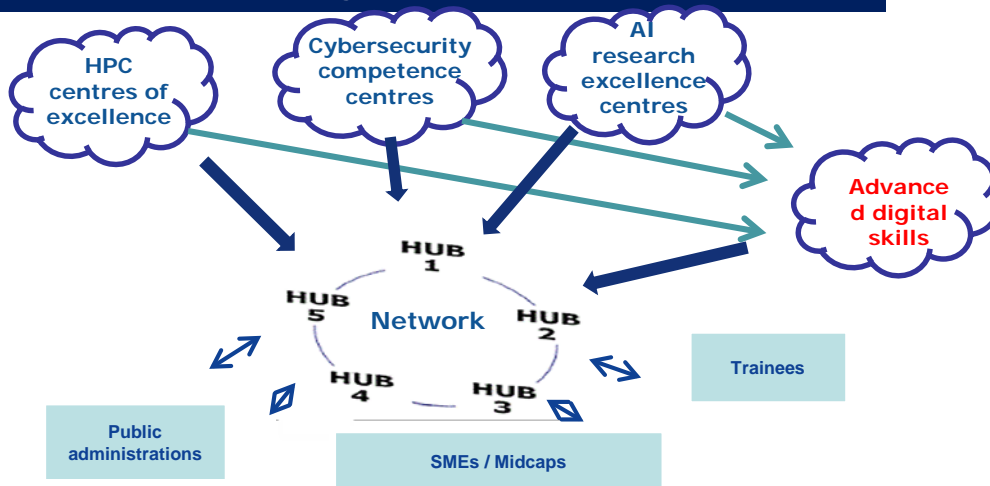 HPC
centres of
excellence
Cybersecurity
competence
centres
AI
research
excellence
centres
Advance
d digital
skills
HUB
1
HUB
5
Network
HUB
2
HUB
4
HUB
3
Trainees
Public
administrations
SMEs / Midcaps